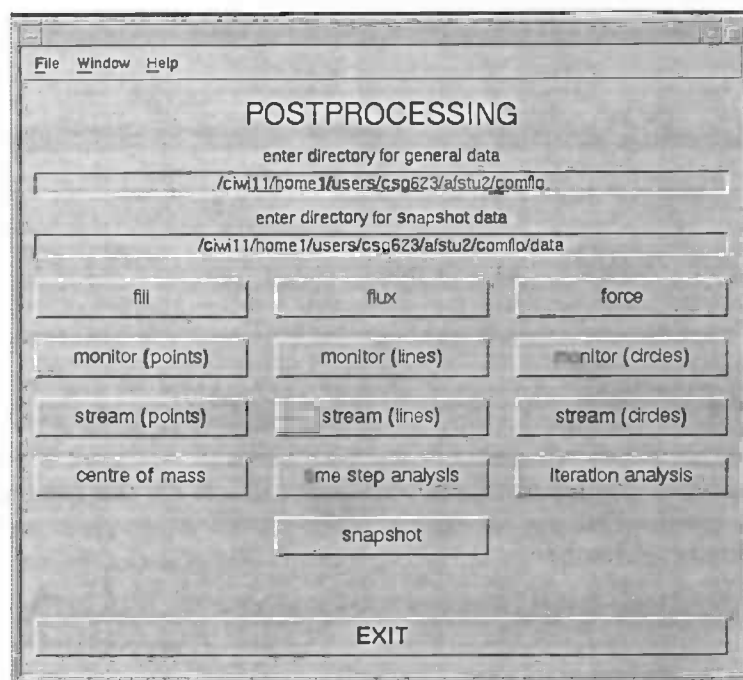 File Window Help
POSTPROCESSING
enter directory for general data
/ciwi11/home1/users/csg623/afstu2/comflo
enter directory for snapshot data
/ciwi11/home1/users/csg623/afstu2/comflo/data
fill flux force
monitor (points) monitor (lines) monitor (circles)
stream (points) stream (lines) stream (circles)
centre of mass me step analysis iteration analysis
snapshot
EXIT